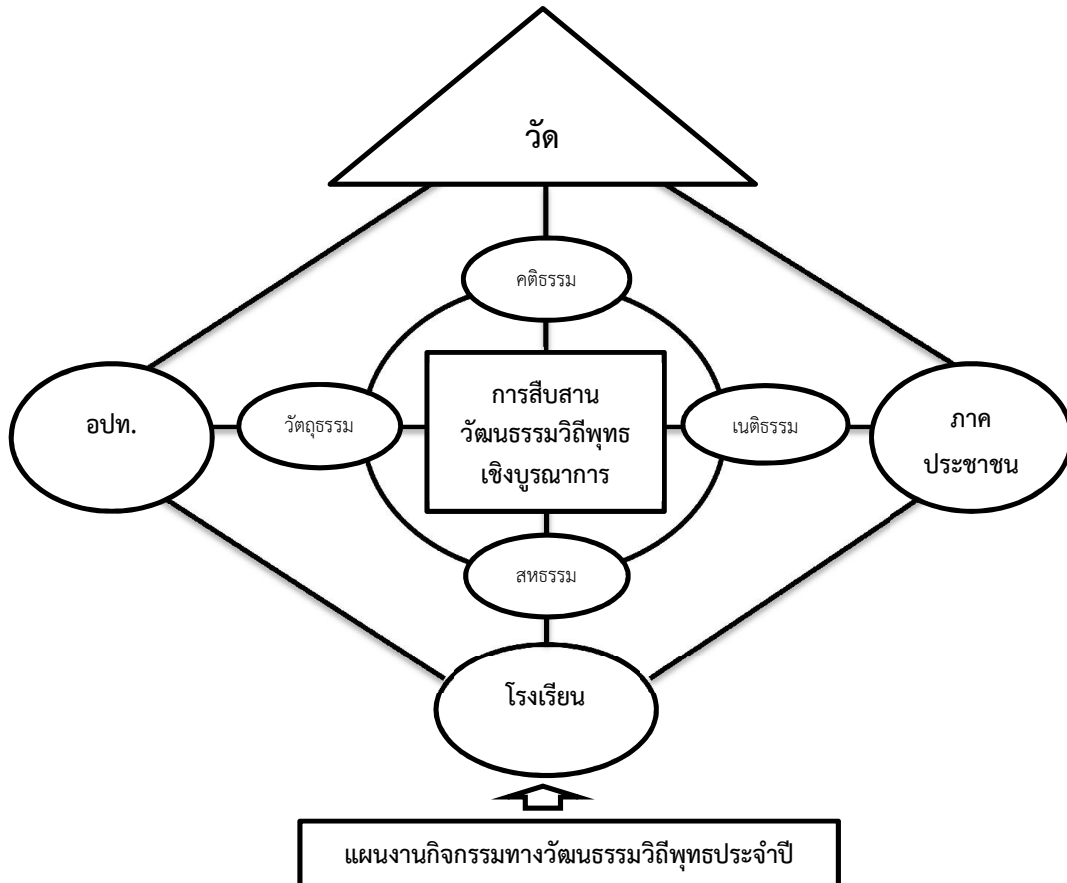 วัด
คติธรรม
การสืบสาน
วัฒนธรรมวิถีพุทธ
เชิงบูรณาการ
อปท.
วัตถุธรรม
เนติธรรม
ภาค
ประชาชน
สหธรรม
โรงเรียน
แผนงานกิจกรรมทางวัฒนธรรมวิถีพุทธประจำปี